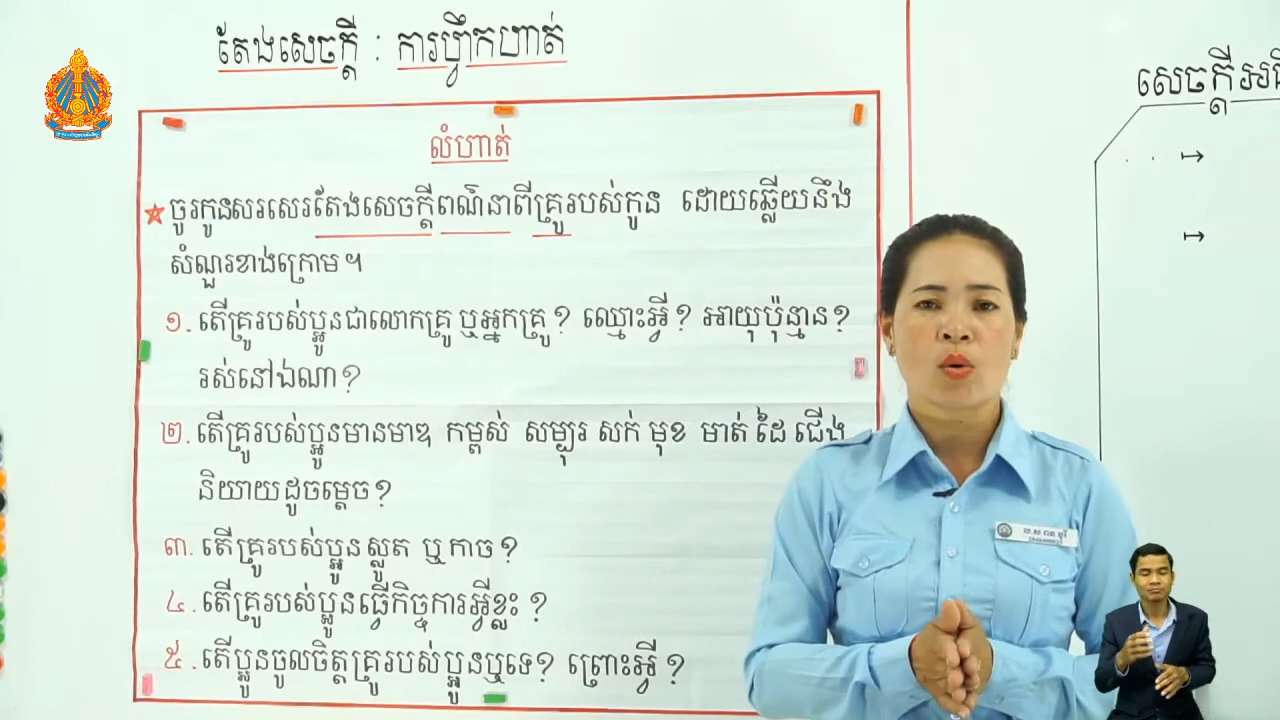 តែងសេចក្ដី : ការហ្វឹកហាត់
លំហាត់
ចូរកូនសរសេរតែងសេចក្ដីពណ៌នាពីគ្រូរបស់កូន ដោយឆ្លើយនឹង
សំណួរខាងក្រោម។
១. តើគ្រូរបស់ប្អូនជាលោកគ្រូ ឬអ្នកគ្រូ? ឈ្មោះអ្វី? អាយុប៉ុន្មាន?
រស់នៅឯណា?
២. តើគ្រូរបស់ប្អូនមានមាឌ កម្ពស់ សម្បុរ សក់ មុខ មាត់ ដៃ ជើង
និយាយដូចម្ដេច?
៣. តើគ្រូរបស់ប្អូនស្លូត ឬ កាច?
៤. តើគ្រូរបស់ប្អូនធ្វើកិច្ចការអ្វីខ្លះ ?
៥. តើប្អូនចូលចិត្តគ្រូរបស់ប្អូនឬទេ? ព្រោះអ្វី ?